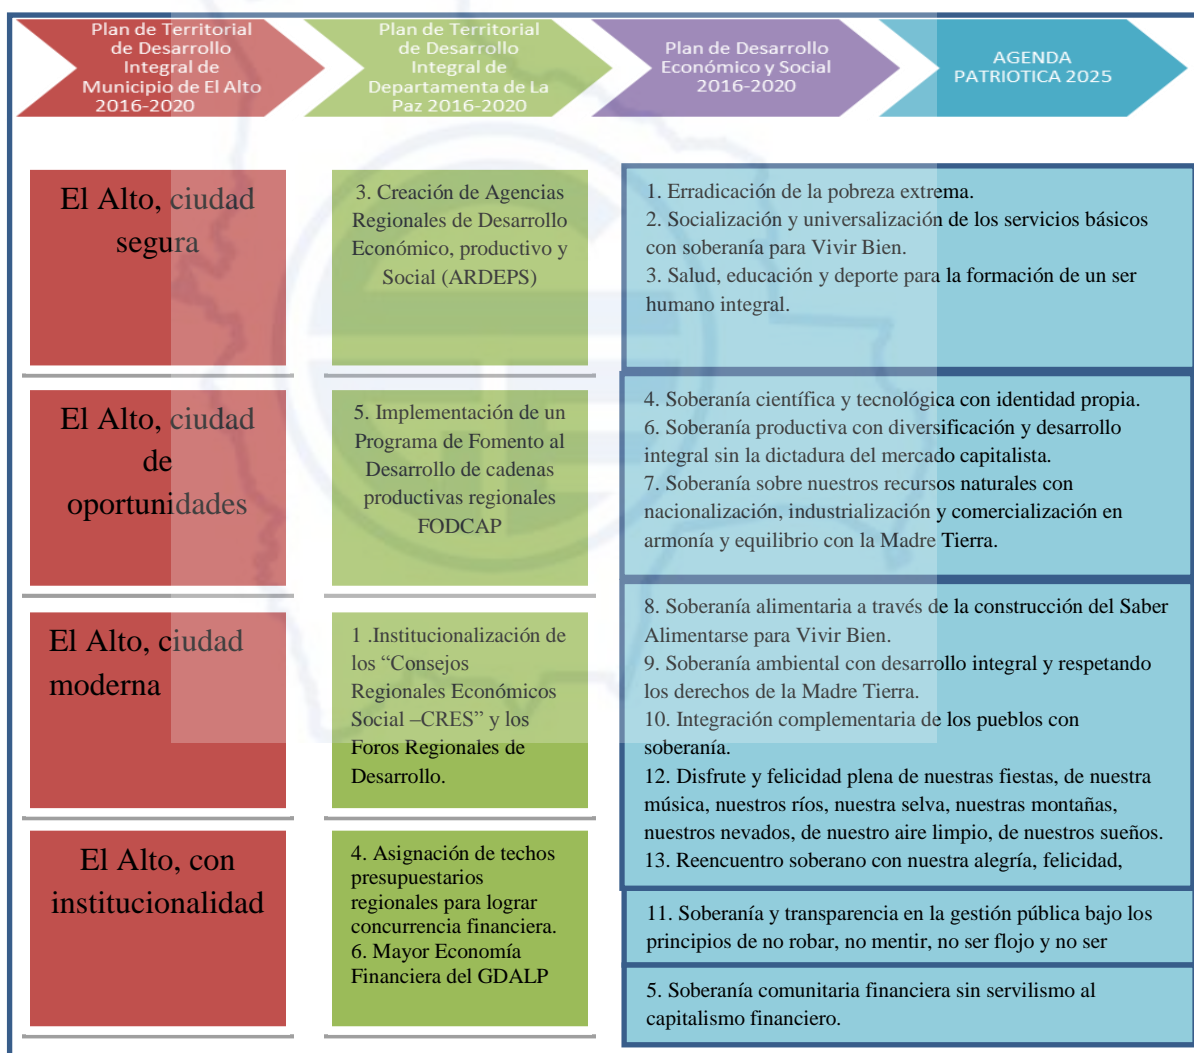 Plan de Territorial
de Desarrollo
Integral de
Municipio de El Alto
2016-2020
Plan de Territorial
de Desarrollo
Integral de
Departamenta de La
Paz 2016-2020
Plan de Desarrollo
Económico y Social
2016-2020
AGENDA
PATRIOTICA 2025
El Alto, ciudad
segura
3. Creación de Agencias
Regionales de Desarrollo
Económico, productivo y
Social (ARDEPS)
1. Erradicación de la pobreza extrema.
2. Socialización y universalización de los servicios básicos
con soberanía para Vivir Bien.
3. Salud, educación y deporte para la formación de un ser
humano integral.
El Alto, ciudad
de
oportunidades
5. Implementación de un
Programa de Fomento al
Desarrollo de cadenas
productivas regionales
FODCAP
4. Soberanía científica y tecnológica con identidad propia.
6. Soberanía productiva con diversificación y desarrollo
integral sin la dictadura del mercado capitalista.
7. Soberanía sobre nuestros recursos naturales con
nacionalización, industrialización y comercialización en
armonía y equilibrio con la Madre Tierra.
El Alto, ciudad
moderna
1 .Institucionalización de
los “Consejos
Regionales Económicos
Social –CRES” y los
Foros Regionales de
Desarrollo.
8. Soberanía alimentaria a través de la construcción del Saber
Alimentarse para Vivir Bien.
9. Soberanía ambiental con desarrollo integral y respetando
los derechos de la Madre Tierra.
10. Integración complementaria de los pueblos con
soberanía.
12. Disfrute y felicidad plena de nuestras fiestas, de nuestra
música, nuestros ríos, nuestra selva, nuestras montañas,
nuestros nevados, de nuestro aire limpio, de nuestros sueños.
13. Reencuentro soberano con nuestra alegría, felicidad,
El Alto, con
institucionalidad
4. Asignación de techos
presupuestarios
regionales para lograr
concurrencia financiera.
6. Mayor Economía
Financiera del GDALP
11. Soberanía y transparencia en la gestión pública bajo los
principios de no robar, no mentir, no ser flojo y no ser
5. Soberanía comunitaria financiera sin servilismo al
capitalismo financiero.